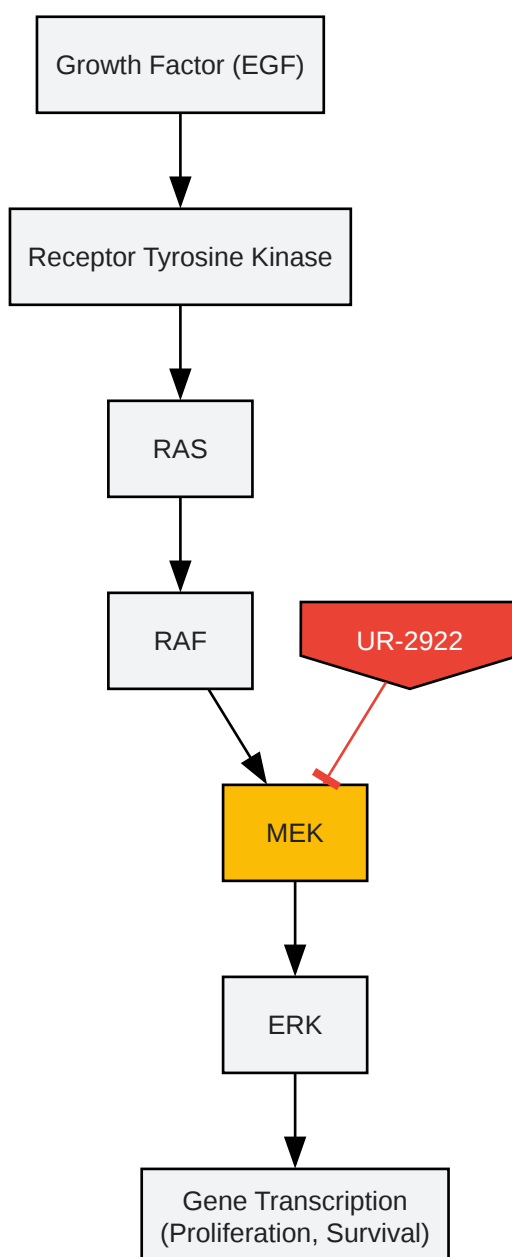 Growth Factor (EGF)
Receptor Tyrosine Kinase
RAS
RAF
UR-2922
MEK
ERK
Gene Transcription
(Proliferation, Survival)